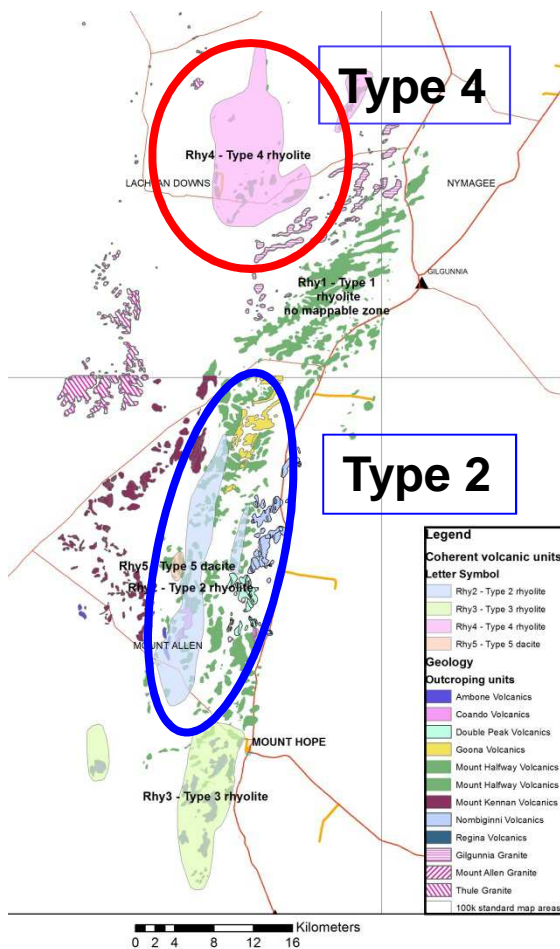 Type 4
Rhy4 - Type 4 rhyolite
LACHLAN DOWNS
NYMAGEE
GILGUNNIA
Rhy1 - Type 1
rhyolite
no mappable zone
Type 2
Rhy5 - Type 5 dacite
Type 2 rhyolite
MOUNT ALLEN
MOUNT HOPE
Rhy3 - Type 3 rhyolite
Legend
Coherent volcanic units
Letter Symbol
Rhy2 - Type 2 rhyolite
Rhy3 - Type 3 rhyolite
Rhy4 - Type 4 rhyolite
Rhy5 - Type 5 dacite
Geology
Outcroping units
Ambone Volcanics
Coando Volcanics
Double Peak Volcanics
Goona Volcanics
Mount Halfway Volcanics
Mount Halfway Volcanics
Mount Kennan Volcanics
Nombiginni Volcanics
Regina Volcanics
Gilgunnia Granite
Mount Allen Granite
Thule Granite
100k standard map areas
Kilometers
0 2 4 8 12 16